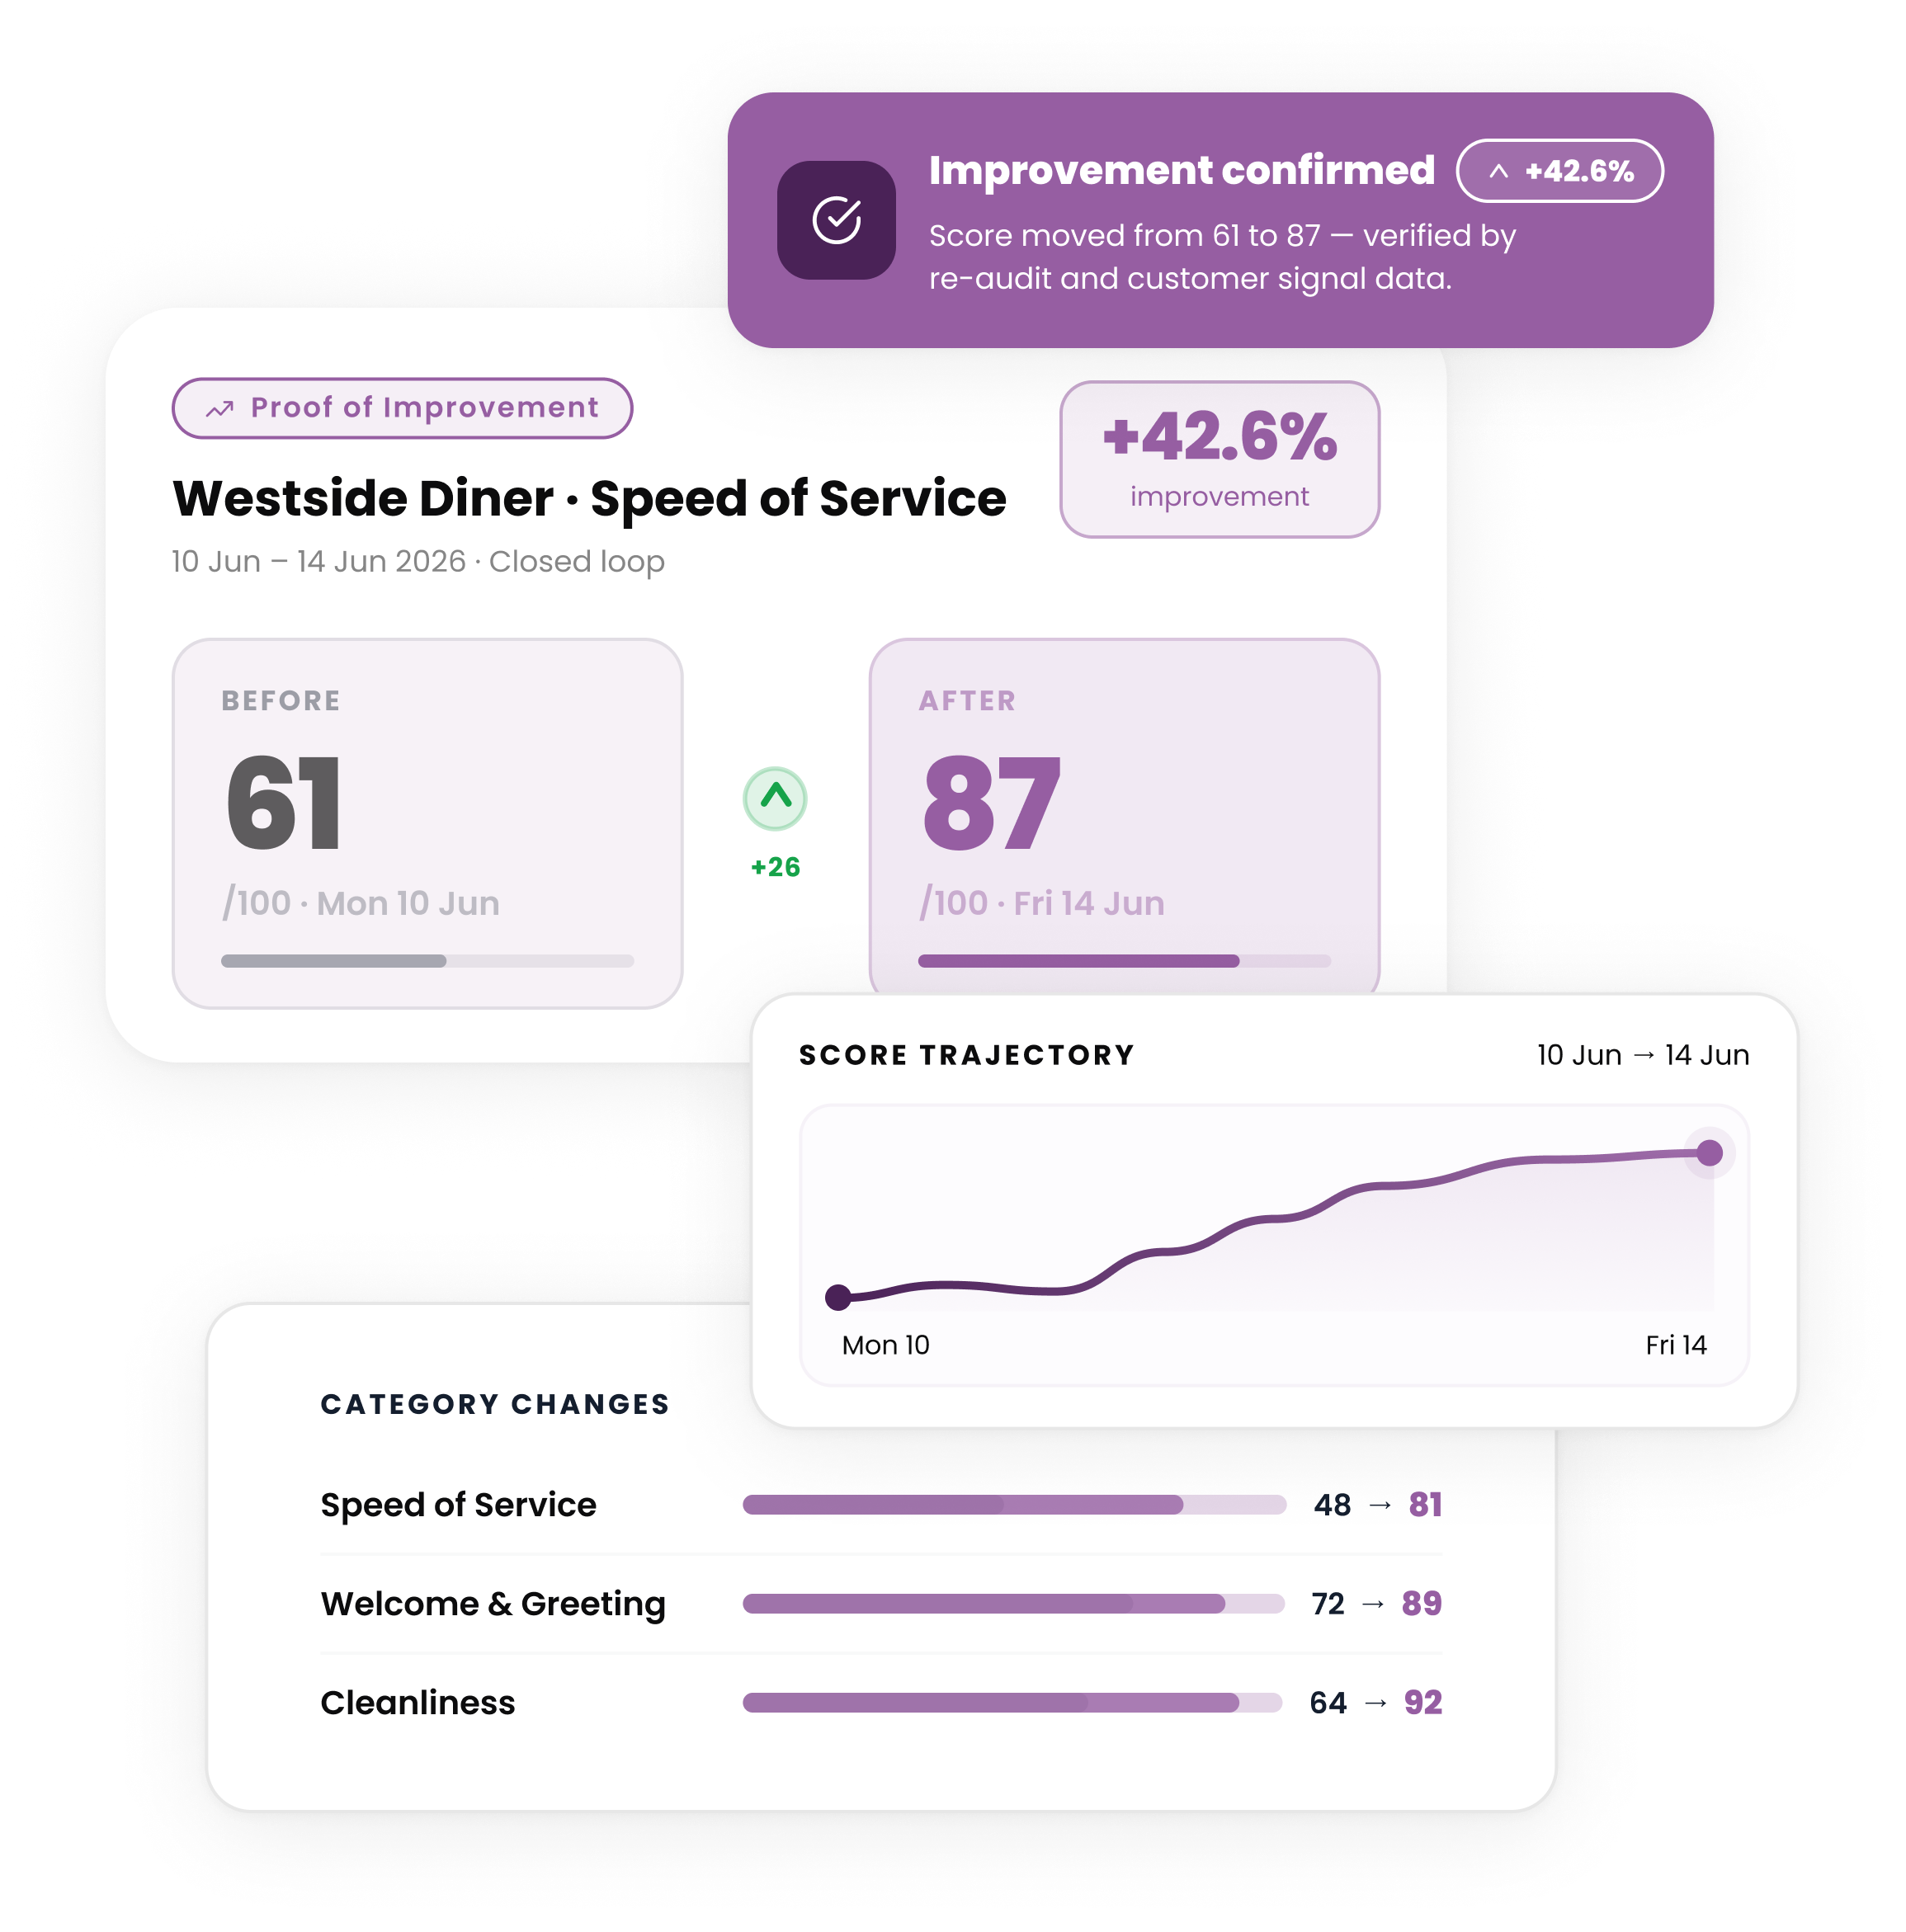 Improvement confirmed
+42.6%
Score moved from 61 to 87 — verified by
re-audit and customer signal data.
Proof of Improvement
Westside Diner · Speed of Service
10 Jun – 14 Jun 2026 · Closed loop
+42.6%
improvement
BEFORE
61
/100 · Mon 10 Jun
+26
AFTER
87
/100 · Fri 14 Jun
SCORE TRAJECTORY
10 Jun → 14 Jun
Mon 10
Fri 14
CATEGORY CHANGES
Speed of Service
48 → 81
Welcome & Greeting
72 → 89
Cleanliness
64 → 92